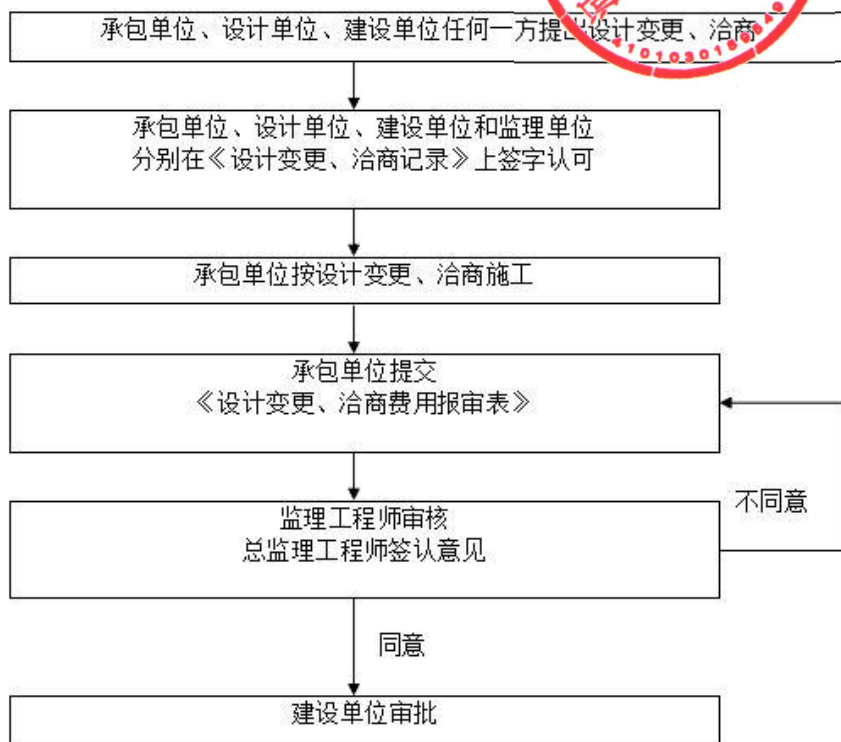 承包单位、设计单位、建设单位任何一方提出设计变更、洽商
承包单位、设计单位、建设单位和监理单位
分别在《设计变更、洽商记录》上签字认可
承包单位按设计变更、洽商施工
承包单位提交
《设计变更、洽商费用报审表》
监理工程师审核
总监理工程师签认意见
不同意
同意
建设单位审批